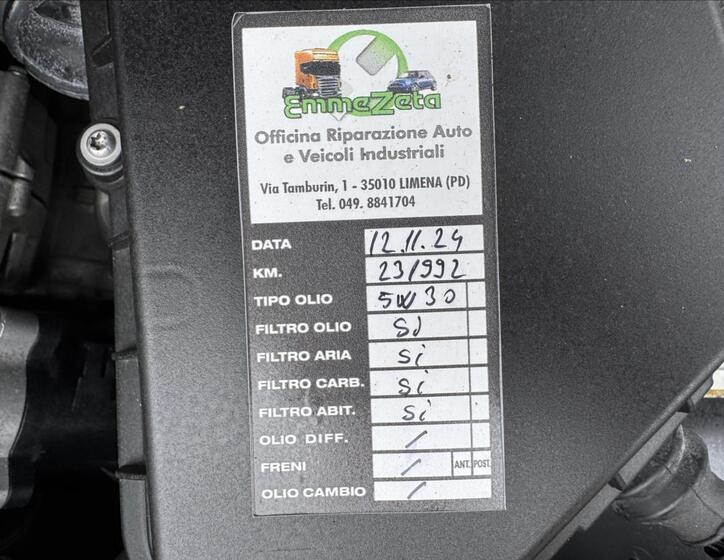 EmmeZeta
Officina Riparazione Auto
e Veicoli Industriali
Via Tamburin, 1 - 35010 LIMENA (PD)
Tel. 049. 8841704
DATA 12.11.24
KM. 231992
TIPO OLIO 5W30
FILTRO OLIO SI
FILTRO ARIA Si
FILTRO CARB. Si
FILTRO ABIT. Si
OLIO DIFF. /
FRENI / ANT. POST.
OLIO CAMBIO /